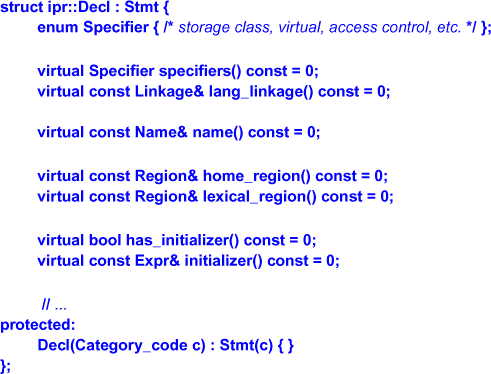 struct ipr::Decl : Stmt {
enum Specifier { /* storage class, virtual, access control, etc. */ };
virtual Specifier specifiers() const = 0;
virtual const Linkage& lang_linkage() const = 0;
virtual const Name& name() const = 0;
virtual const Region& home_region() const = 0;
virtual const Region& lexical_region() const = 0;
virtual bool has_initializer() const = 0;
virtual const Expr& initializer() const = 0;
// ...
protected:
Decl(Category_code c) : Stmt(c) { }
};